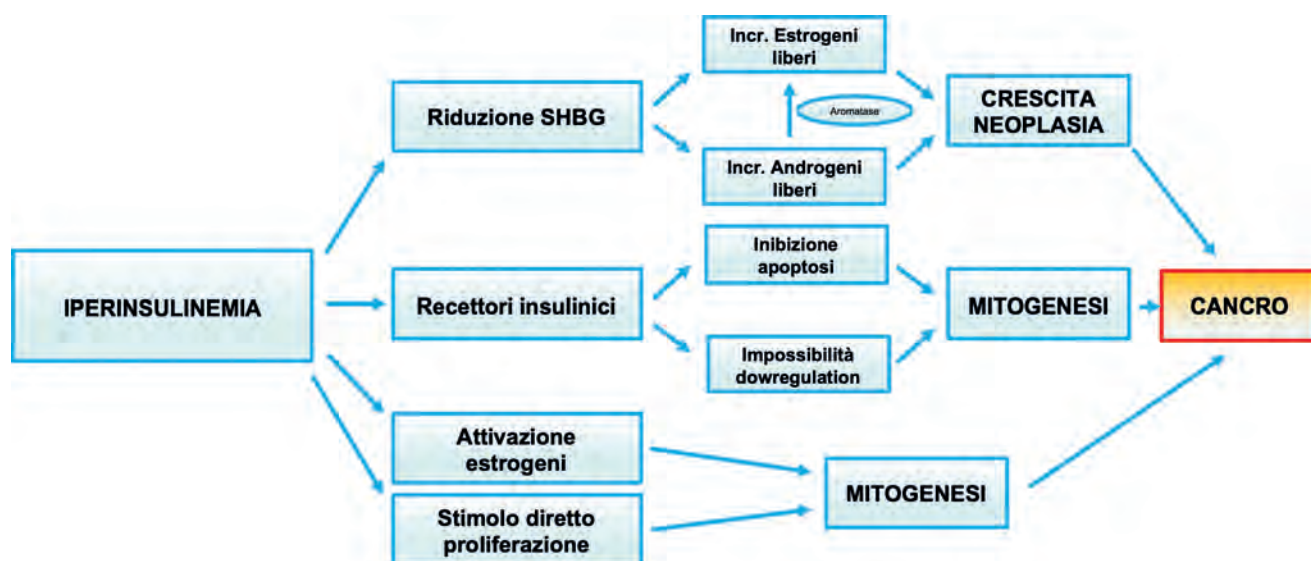 Incr. Estrogeni
liberi
Riduzione SHBG
Aromatase
CRESCITA
NEOPLASIA
Incr. Androgeni
liberi
IPERINSULINEMIA
Recettori insulinici
Inibizione
apoptosi
Impossibilità
dowregulation
MITOGENESI
CANCRO
Attivazione
estrogeni
Stimolo diretto
proliferazione
MITOGENESI